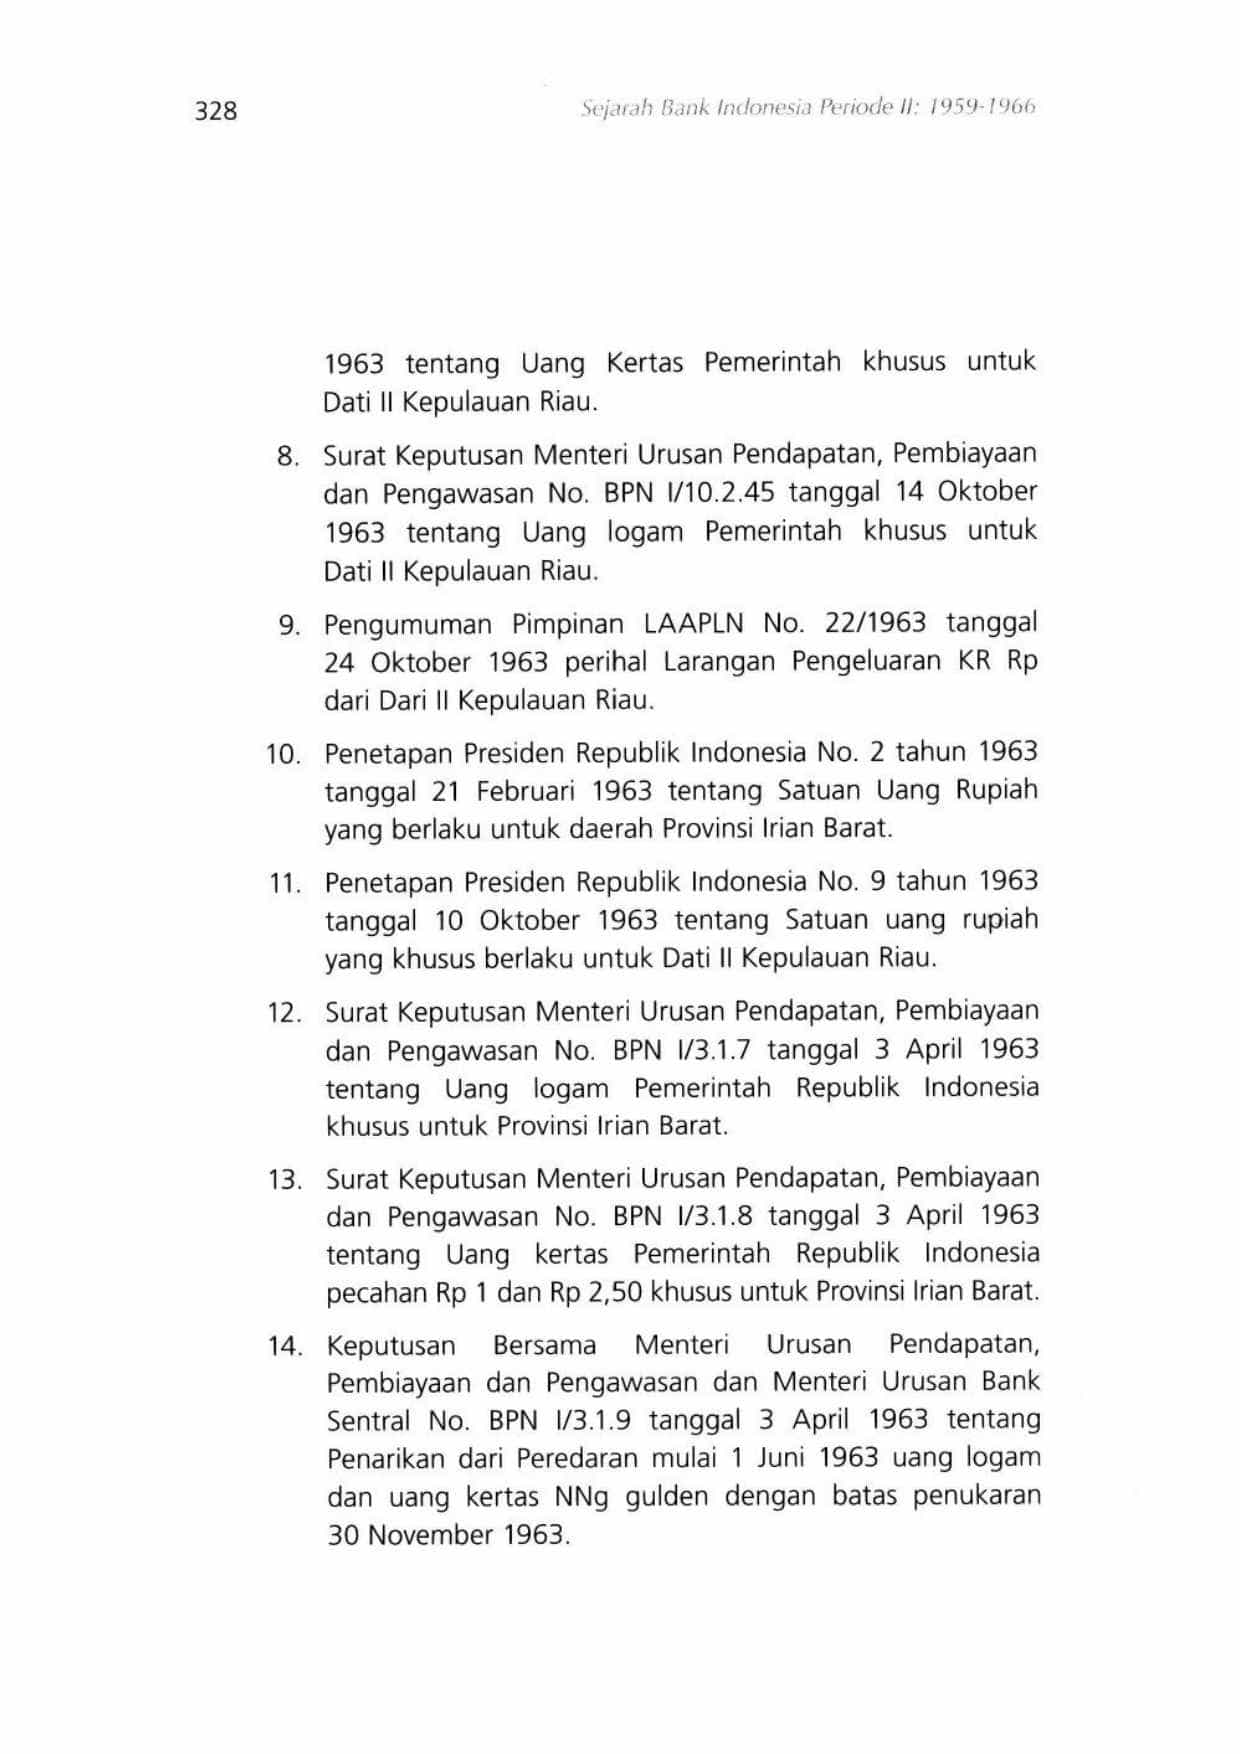 328
Sejarah Bank Indonesia Periode II: 1959-1966
1963 tentang Uang Kertas Pemerintah khusus untuk
Dati II Kepulauan Riau.
8. Surat Keputusan Menteri Urusan Pendapatan, Pembiayaan
dan Pengawasan No. BPN I/10.2.45 tanggal 14 Oktober
1963 tentang Uang logam Pemerintah khusus untuk
Dati II Kepulauan Riau.
9. Pengumuman Pimpinan LAAPLN No. 22/1963 tanggal
24 Oktober 1963 perihal Larangan Pengeluaran KR Rp
dari Dari II Kepulauan Riau.
10. Penetapan Presiden Republik Indonesia No. 2 tahun 1963
tanggal 21 Februari 1963 tentang Satuan Uang Rupiah
yang berlaku untuk daerah Provinsi Irian Barat.
11. Penetapan Presiden Republik Indonesia No. 9 tahun 1963
tanggal 10 Oktober 1963 tentang Satuan uang rupiah
yang khusus berlaku untuk Dati II Kepulauan Riau.
12. Surat Keputusan Menteri Urusan Pendapatan, Pembiayaan
dan Pengawasan No. BPN I/3.1.7 tanggal 3 April 1963
tentang Uang logam Pemerintah Republik Indonesia
khusus untuk Provinsi Irian Barat.
13. Surat Keputusan Menteri Urusan Pendapatan, Pembiayaan
dan Pengawasan No. BPN I/3.1.8 tanggal 3 April 1963
tentang Uang kertas Pemerintah Republik Indonesia
pecahan Rp 1 dan Rp 2,50 khusus untuk Provinsi Irian Barat.
14. Keputusan Bersama Menteri Urusan Pendapatan,
Pembiayaan dan Pengawasan dan Menteri Urusan Bank
Sentral No. BPN I/3.1.9 tanggal 3 April 1963 tentang
Penarikan dari Peredaran mulai 1 Juni 1963 uang logam
dan uang kertas NNg gulden dengan batas penukaran
30 November 1963.